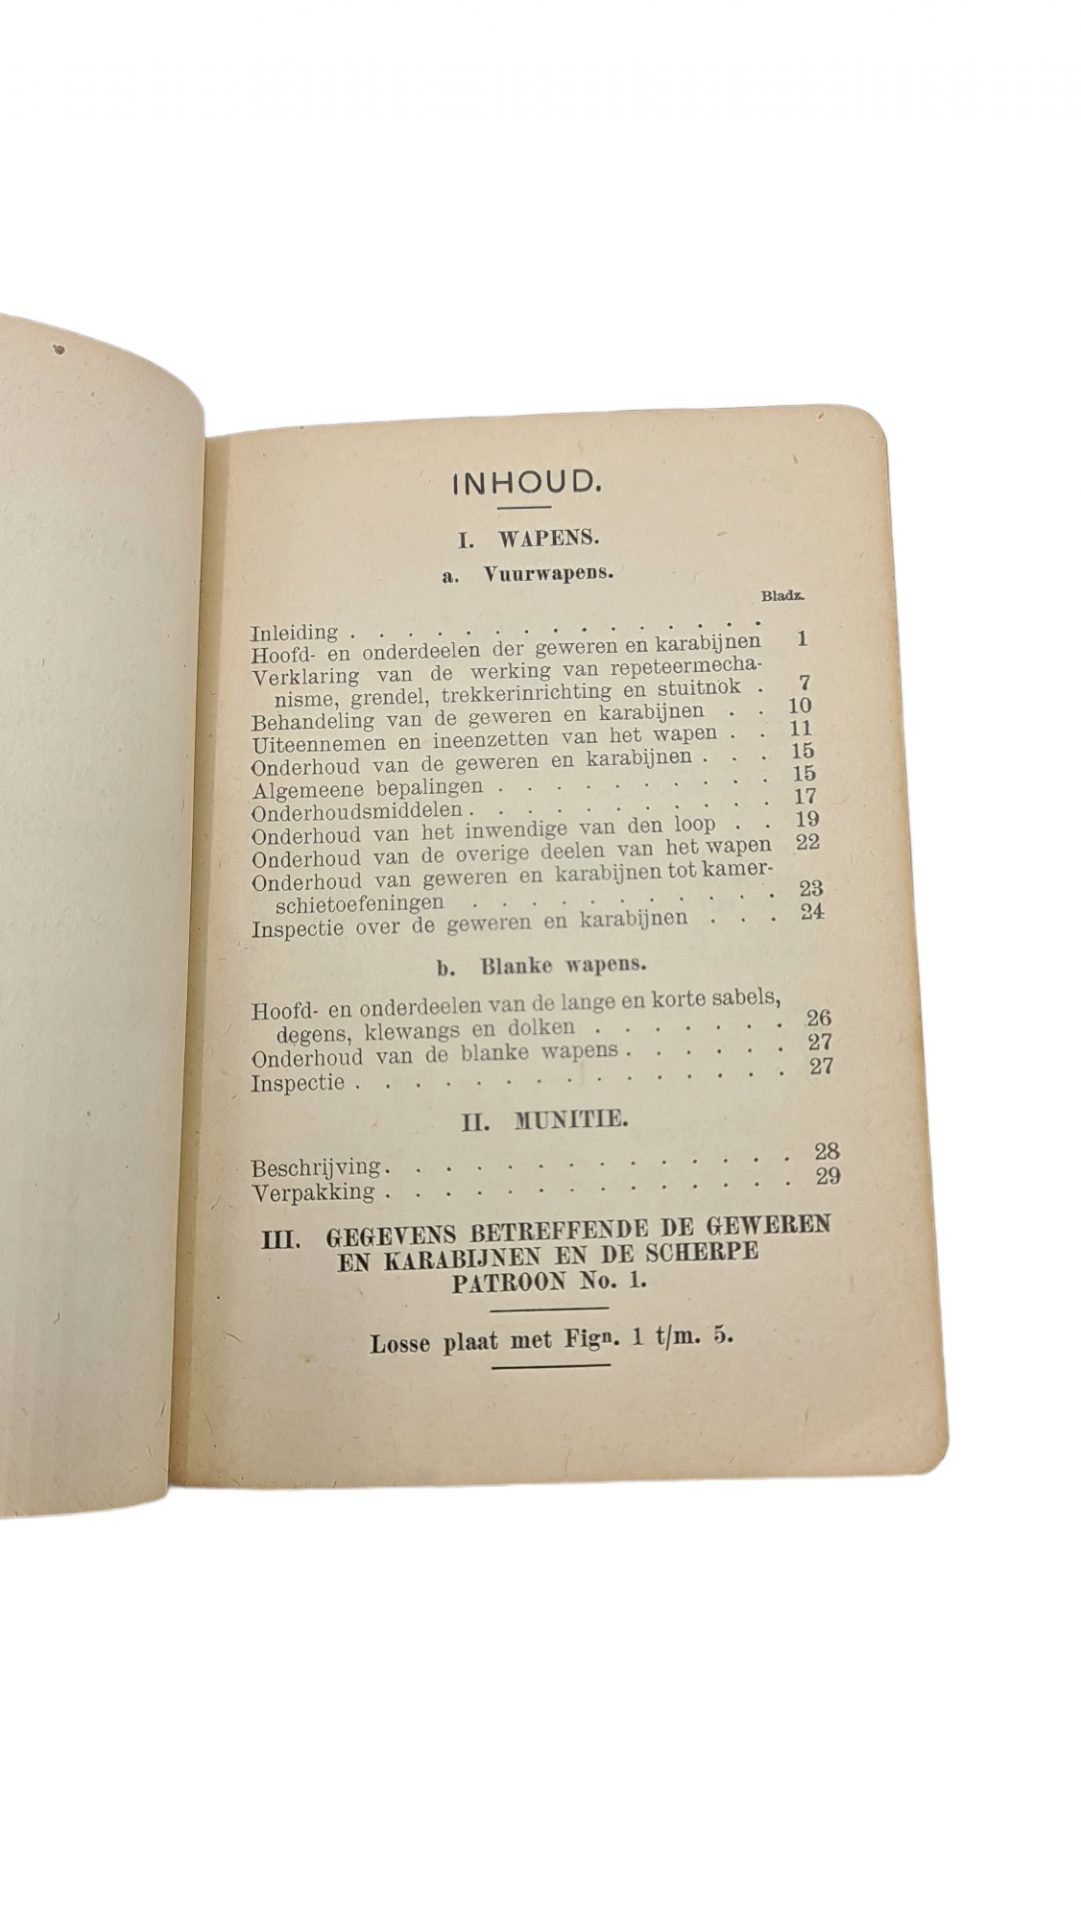 INHOUD.
I. WAPENS.
a. Vuurwapens.
Bladz.
Inleiding . . . . . . . . . . . . . . .
Hoofd- en onderdeelen der geweren en karabijnen 1
Verklaring van de werking van repeteermecha-
nisme, grendel, trekkerinrichting en stuitnok . 7
Behandeling van de geweren en karabijnen . . 10
Uiteennemen en ineenzetten van het wapen . . 11
Onderhoud van de geweren en karabijnen . . . 15
Algemeene bepalingen . . . . . . . . . . 15
Onderhoudsmiddelen . . . . . . . . . . . 17
Onderhoud van het inwendige van den loop . . 19
Onderhoud van de overige deelen van het wapen 22
Onderhoud van geweren en karabijnen tot kamer-
schietoefeningen . . . . . . . . . . . 23
Inspectie over de geweren en karabijnen . . . 24
b. Blanke wapens.
Hoofd- en onderdeelen van de lange en korte sabels,
degens, klewangs en dolken . . . . . . . 26
Onderhoud van de blanke wapens . . . . . . 27
Inspectie . . . . . . . . . . . . . . . 27
II. MUNITIE.
Beschrijving . . . . . . . . . . . . . . 28
Verpakking . . . . . . . . . . . . . . 29
III. GEGEVENS BETREFFENDE DE GEWEREN
EN KARABIJNEN EN DE SCHERPE
PATROON No. 1.
Losse plaat met Fign. 1 t/m. 5.